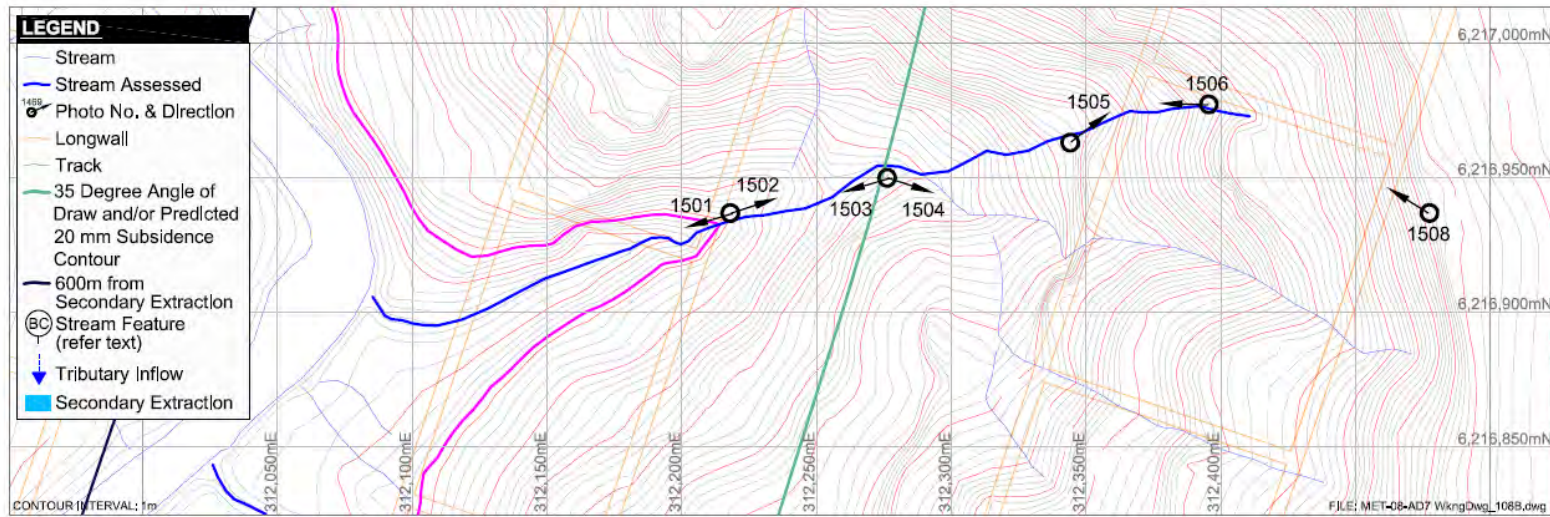 LEGEND
Stream
Stream Assessed
1469
Photo No. & Direction
Longwall
Track
35 Degree Angle of
Draw and/or Predicted
20 mm Subsidence
Contour
600m from
Secondary Extraction
BC
Stream Feature
(refer text)
Tributary Inflow
Secondary Extraction
CONTOUR INTERVAL: 1m
1501
1502
1503
1504
1505
1506
1508
6,217,000mN
6,216,950mN
6,216,900mN
6,216,850mN
312,050mE
312,100mE
312,150mE
312,200mE
312,250mE
312,300mE
312,350mE
312,400mE
FILE: MET-08-AD7 WkngDwg_108B.dwg